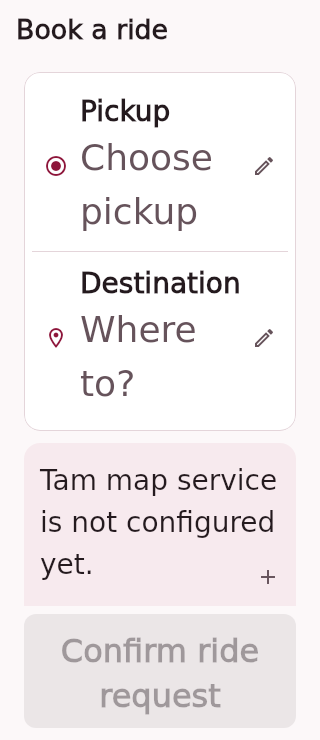 Book a ride
Pickup
Choose
pickup
Destination
Where
to?
Tam map service
is not configured
yet.
Confirm ride
request